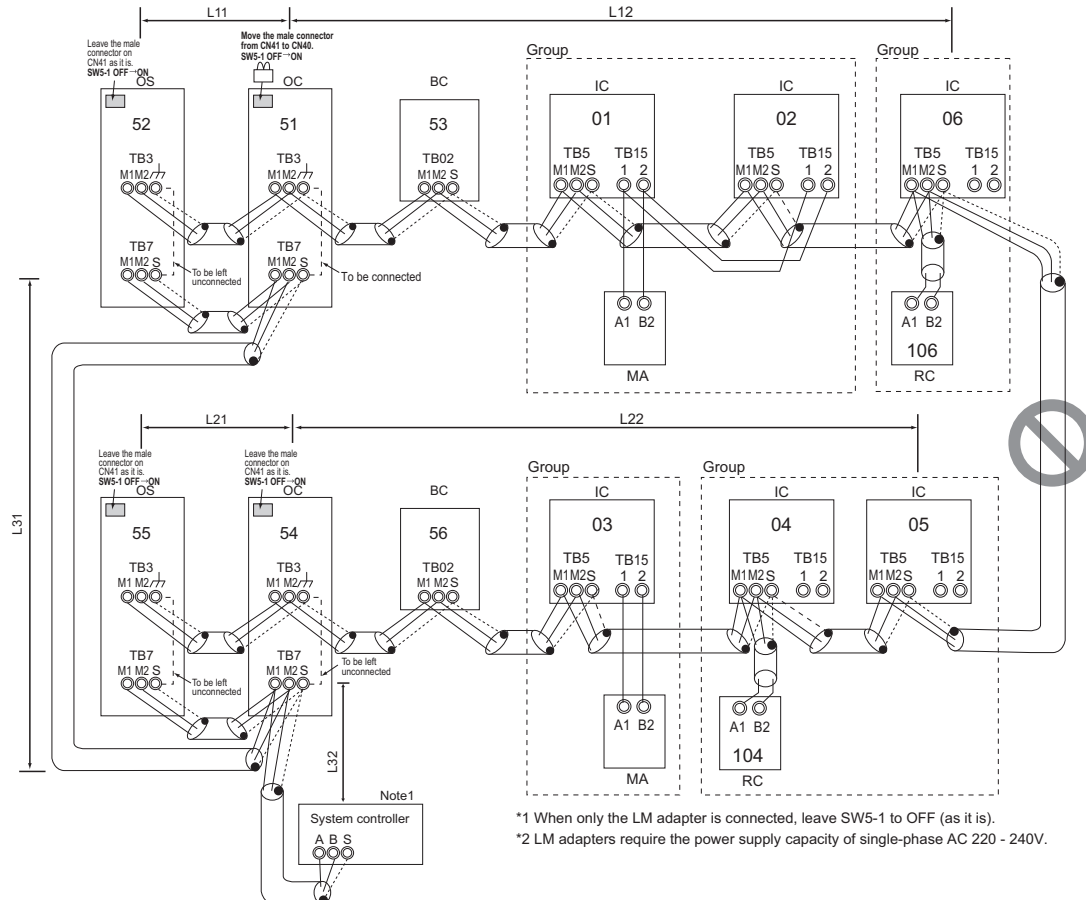 L11
L12
Leave the male
connector on
CN41 as it is.
SW5-1 OFF→ON
Move the male connector
from CN41 to CN40.
SW5-1 OFF→ON
Group
Group
OS
OC
BC
IC
IC
IC
52
51
53
01
02
06
TB3
TB3
TB02
TB5
TB15
TB5
TB15
TB5
TB15
M1M2
M1M2
M1M2 S
M1M2S
1 2
M1M2S
1 2
M1M2S
1 2
TB7
TB7
M1M2 S
M1M2 S
To be left
unconnected
To be connected
A1 B2
MA
A1 B2
106
RC
L31
L21
L22
Leave the male
connector on
CN41 as it is.
SW5-1 OFF→ON
Leave the male
connector on
CN41 as it is.
SW5-1 OFF→ON
Group
Group
OS
OC
BC
IC
IC
IC
55
54
56
03
04
05
TB3
TB3
TB02
TB5
TB15
TB5
TB15
TB5
TB15
M1 M2
M1 M2
M1 M2 S
M1M2S
1 2
M1M2S
1 2
M1M2S
1 2
TB7
TB7
M1 M2 S
M1 M2 S
To be left
unconnected
To be left
unconnected
L32
A1 B2
MA
A1 B2
104
RC
Note1
System controller
A B S
*1 When only the LM adapter is connected, leave SW5-1 to OFF (as it is).
*2 LM adapters require the power supply capacity of single-phase AC 220 - 240V.